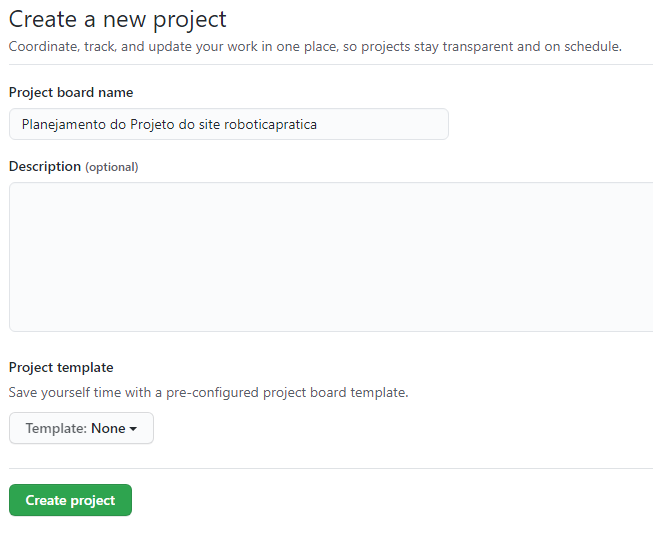 Create a new project
Coordinate, track, and update your work in one place, so projects stay transparent and on schedule.
Project board name
Planejamento do Projeto do site roboticapratica
Description (optional)
Project template
Save yourself time with a pre-configured project board template.
Template: None
Create project